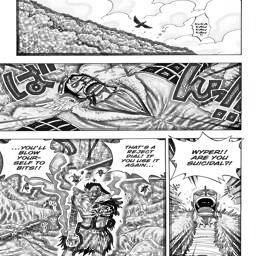 WYPER!!
ARE YOU
SUICIDAL?!
THAT'S A
REJECT
DIAL! IF
YOU USE IT
AGAIN...
...YOU'LL
BLOW
YOUR-
SELF TO
BITS!!